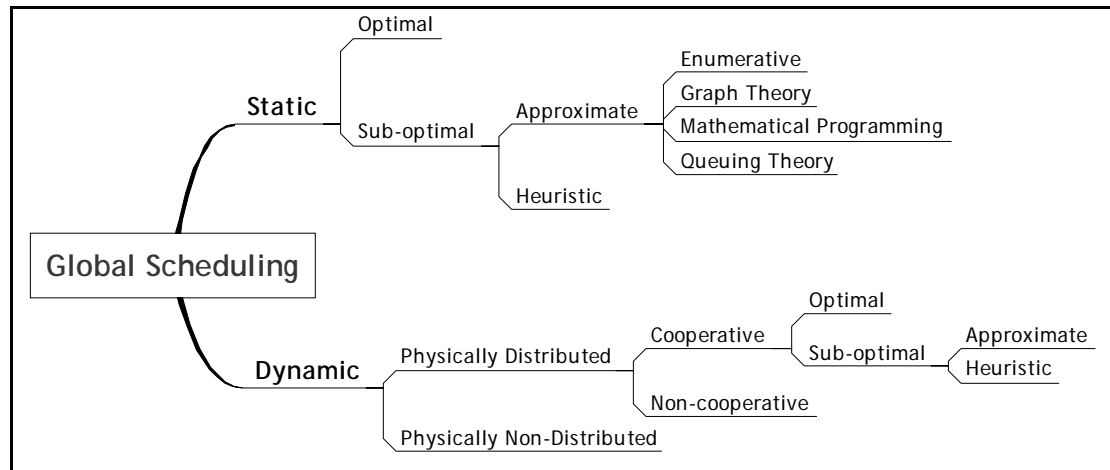 Optimal
Enumerative
Graph Theory
Static
Approximate
Sub-optimal
Mathematical Programming
Queuing Theory
Heuristic
Global Scheduling
Optimal
Cooperative
Approximate
Physically Distributed
Sub-optimal
Heuristic
Dynamic
Non-cooperative
Physically Non-Distributed